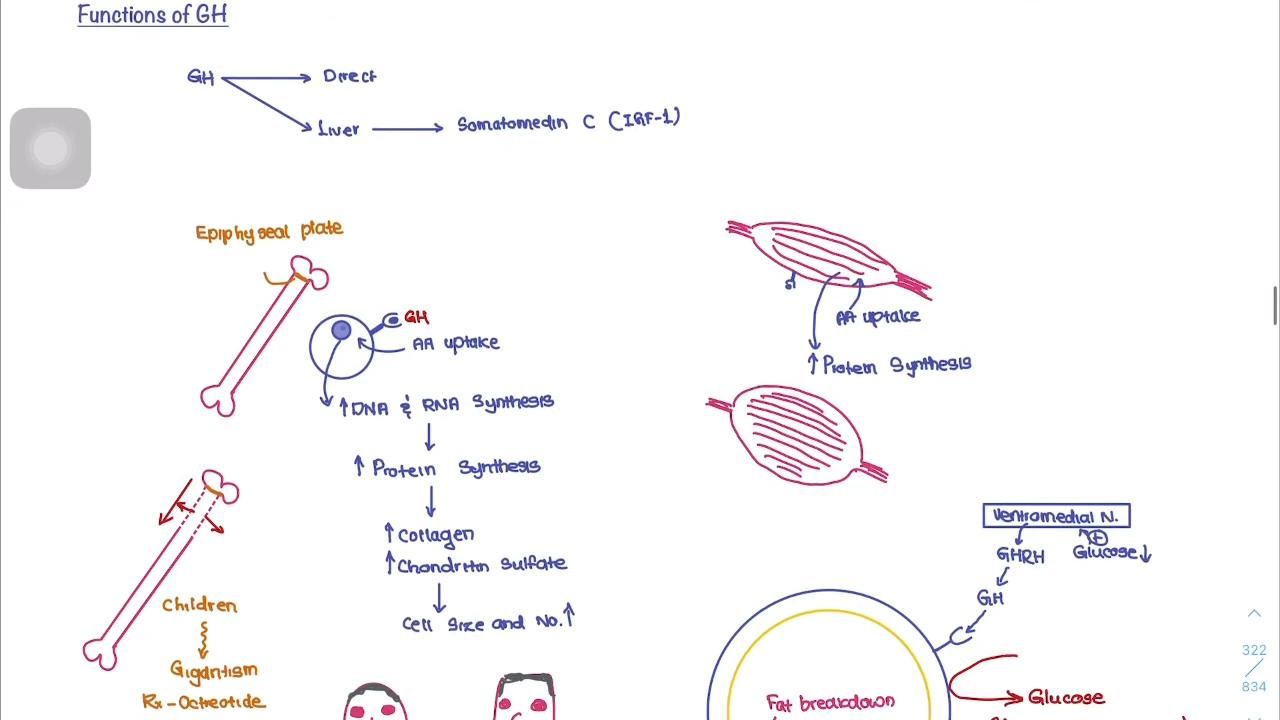 Functions of GH
GH → Direct
Liver → Somatomedin C (IGF-1)
Epiphyseal plate
GH
AA uptake
↑ DNA & RNA Synthesis
↑ Protein Synthesis
↑ Collagen
↑ Chondritin Sulfate
Cell Size and No. ↑
Children
Gigantism
Rx - Octreotide
AA uptake
↑ Protein Synthesis
Ventromedial N.
GHRH
+
Glucose ↓
GH
Fat breakdown
Glucose
322
834